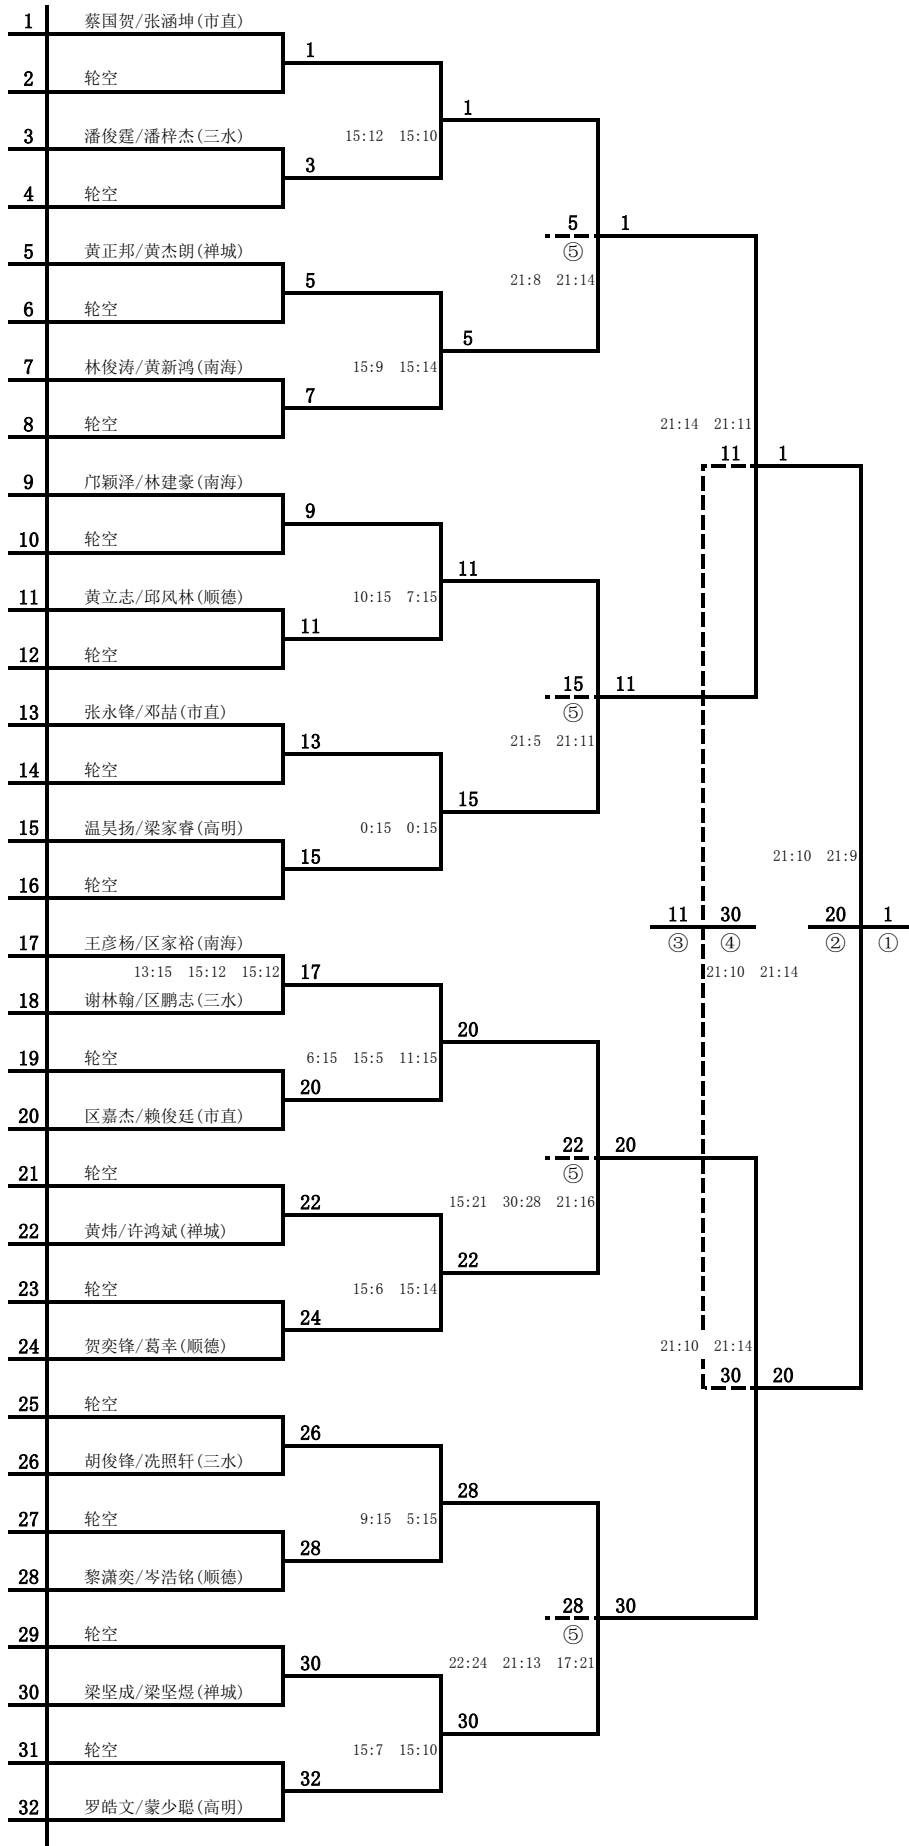 1 蔡国贺/张涵坤(市直)
1
2 轮空
1
3 潘俊霆/潘梓杰(三水)
15:12 15:10
3
4 轮空
5 1
5 黄正邦/黄杰朗(禅城)
⑤
5
21:8 21:14
6 轮空
5
7 林俊涛/黄新鸿(南海)
15:9 15:14
7
8 轮空
21:14 21:11
11 1
9 邝颖泽/林建豪(南海)
9
10 轮空
11
11 黄立志/邱风林(顺德)
10:15 7:15
11
12 轮空
15 11
13 张永锋/邓喆(市直)
⑤
13
21:5 21:11
14 轮空
15
15 温昊扬/梁家睿(高明)
0:15 0:15
15
21:10 21:9
16 轮空
11 30 20 1
17 王彦杨/区家裕(南海)
③ ④ ② ①
13:15 15:12 15:12
17
21:10 21:14
18 谢林翰/区鹏志(三水)
20
19 轮空
6:15 15:5 11:15
20
20 区嘉杰/赖俊廷(市直)
22 20
21 轮空
⑤
22
15:21 30:28 21:16
22 黄炜/许鸿斌(禅城)
22
23 轮空
15:6 15:14
24
24 贺奕锋/葛幸(顺德)
21:10 21:14
30 20
25 轮空
26
26 胡俊锋/冼照轩(三水)
28
27 轮空
9:15 5:15
28
28 黎潇奕/岑浩铭(顺德)
28 30
29 轮空
⑤
30
22:24 21:13 17:21
30 梁坚成/梁坚煜(禅城)
30
31 轮空
15:7 15:10
32
32 罗皓文/蒙少聪(高明)